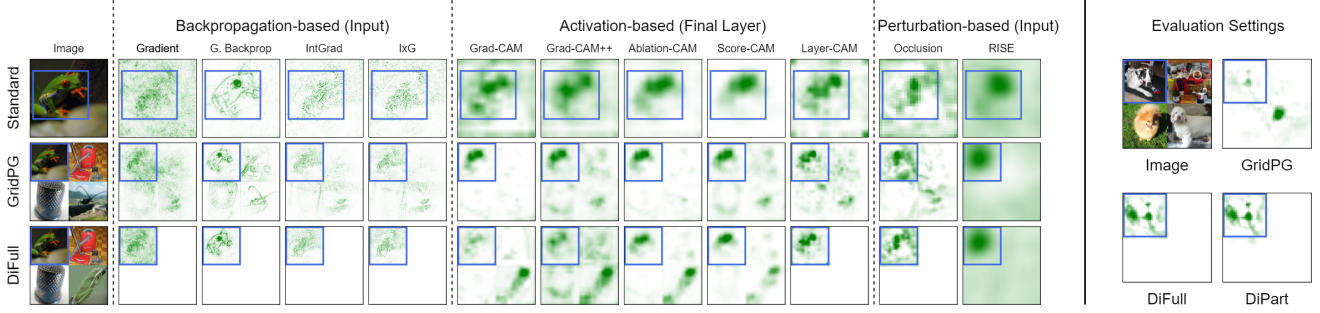 Backpropagation-based (Input)
Activation-based (Final Layer)
Perturbation-based (Input)
Evaluation Settings
Image
Gradient
G. Backprop
IntGrad
IxG
Grad-CAM
Grad-CAM++
Ablation-CAM
Score-CAM
Layer-CAM
Occlusion
RISE
Standard
GridPG
DiFull
Image
GridPG
DiFull
DiPart